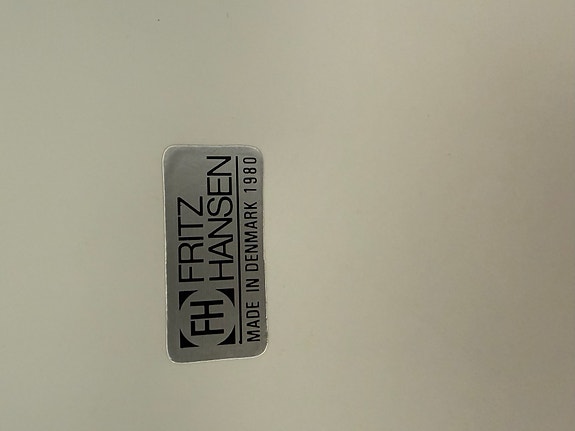 FH FRITZ
HANSEN
MADE IN DENMARK 1980